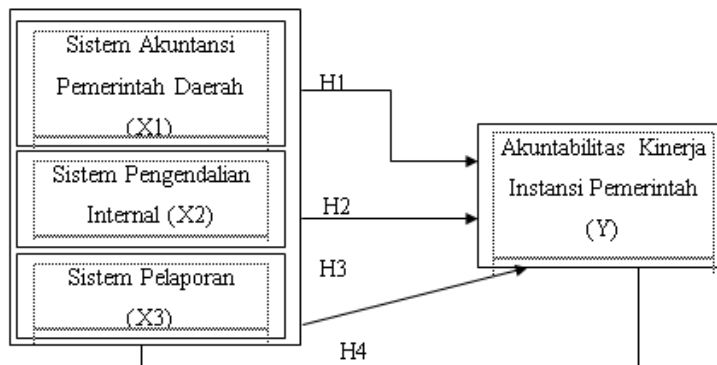 Sistem Akuntansi
Pemerintah Daerah
(X1)
Sistem Pengendalian
Internal (X2)
Sistem Pelaporan
(X3)
H1
H2
H3
H4
Akuntabilitas Kinerja
Instansi Pemerintah
(Y)